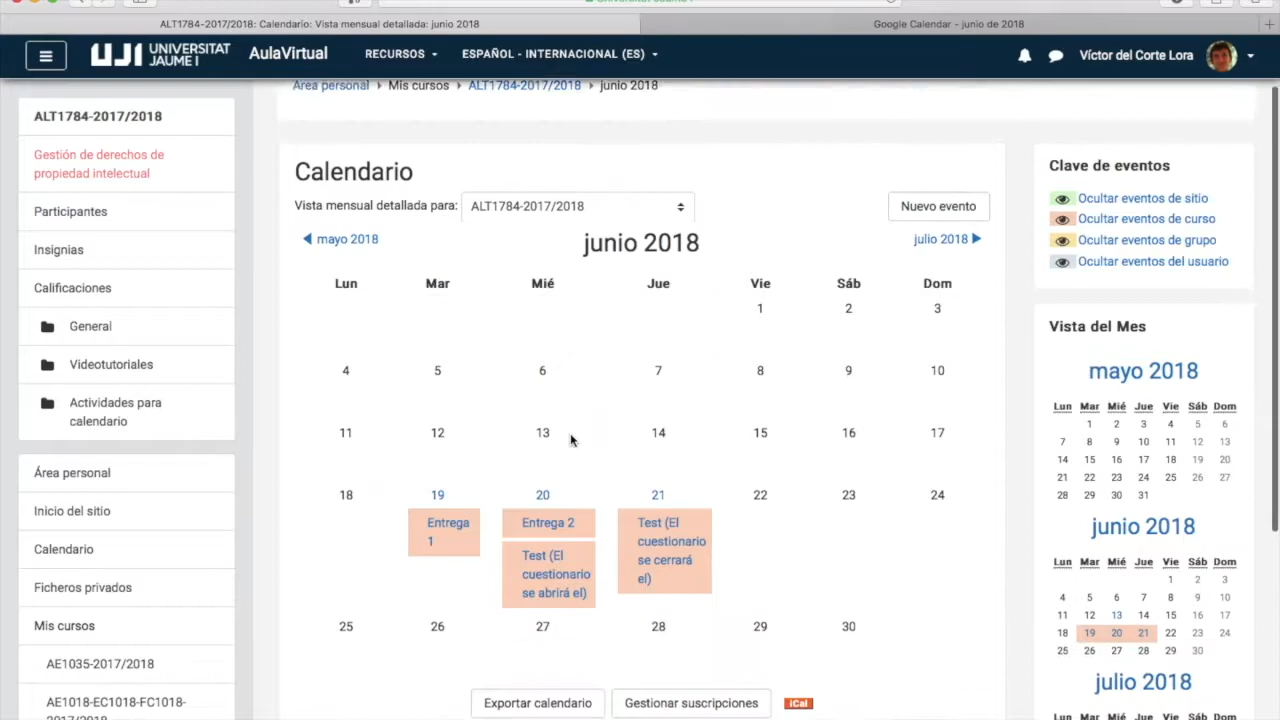 ALT1784-2017/2018: Calendario: Vista mensual detallada: junio 2018
Google Calendar - junio de 2018
UJI UNIVERSITAT JAUME I
AulaVirtual
RECURSOS
ESPAÑOL - INTERNACIONAL (ES)
Víctor del Corte Lora
Área personal
Mis cursos
ALT1784-2017/2018
junio 2018
ALT1784-2017/2018
Gestión de derechos de
propiedad intelectual
Participantes
Insignias
Calificaciones
General
Videotutoriales
Actividades para
calendario
Área personal
Inicio del sitio
Calendario
Ficheros privados
Mis cursos
AE1035-2017/2018
AE1018-EC1018-FC1018-
2017/2018
Calendario
Vista mensual detallada para:
ALT1784-2017/2018
Nuevo evento
mayo 2018
junio 2018
julio 2018
Lun Mar Mié Jue Vie Sáb Dom
1 2 3
4 5 6 7 8 9 10
11 12 13 14 15 16 17
18 19 20 21 22 23 24
Entrega
1
Entrega 2
Test (El
cuestionario
se abrirá el)
Test (El
cuestionario
se cerrará
el)
25 26 27 28 29 30
Exportar calendario
Gestionar suscripciones
iCal
Clave de eventos
Ocultar eventos de sitio
Ocultar eventos de curso
Ocultar eventos de grupo
Ocultar eventos del usuario
Vista del Mes
mayo 2018
Lun Mar Mié Jue Vie Sáb Dom
1 2 3 4 5 6
7 8 9 10 11 12 13
14 15 16 17 18 19 20
21 22 23 24 25 26 27
28 29 30 31
junio 2018
Lun Mar Mié Jue Vie Sáb Dom
1 2 3
4 5 6 7 8 9 10
11 12 13 14 15 16 17
18 19 20 21 22 23 24
25 26 27 28 29 30
julio 2018
Lun Mar Mié Jue Vie Sáb Dom